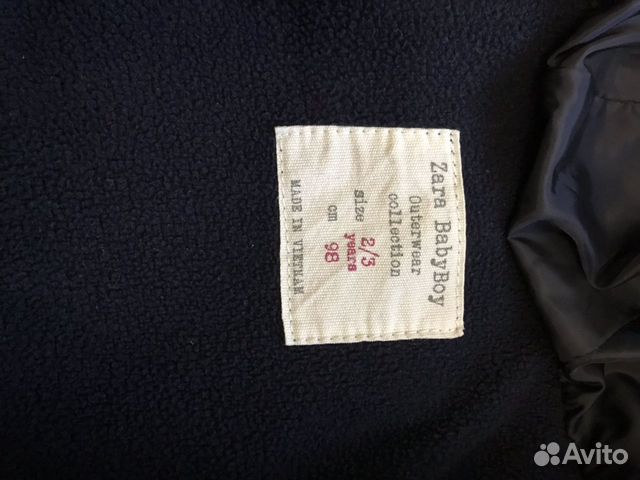 Zara BabyBoy
Outerwear
collection
size 2/3 years
cm 98
MADE IN VIETNAM
Avito